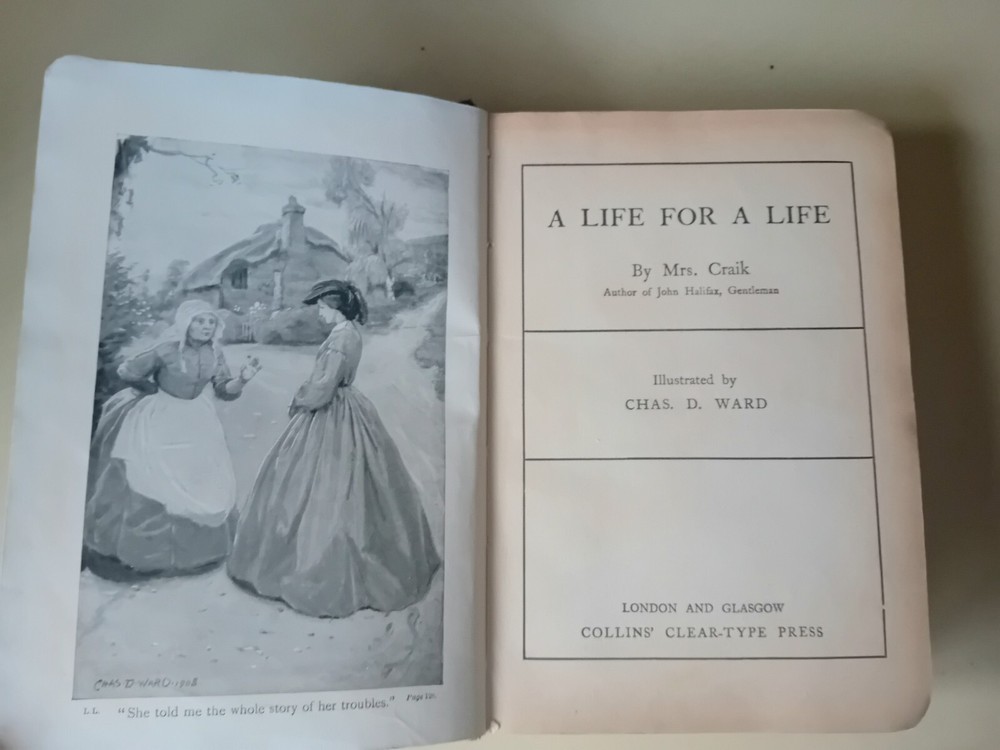 CHAS D. WARD. 1908
L L "She told me the whole story of her troubles." Page
A LIFE FOR A LIFE
By Mrs. Craik
Author of John Halifax, Gentleman
Illustrated by
CHAS. D. WARD
LONDON AND GLASGOW
COLLINS' CLEAR-TYPE PRESS